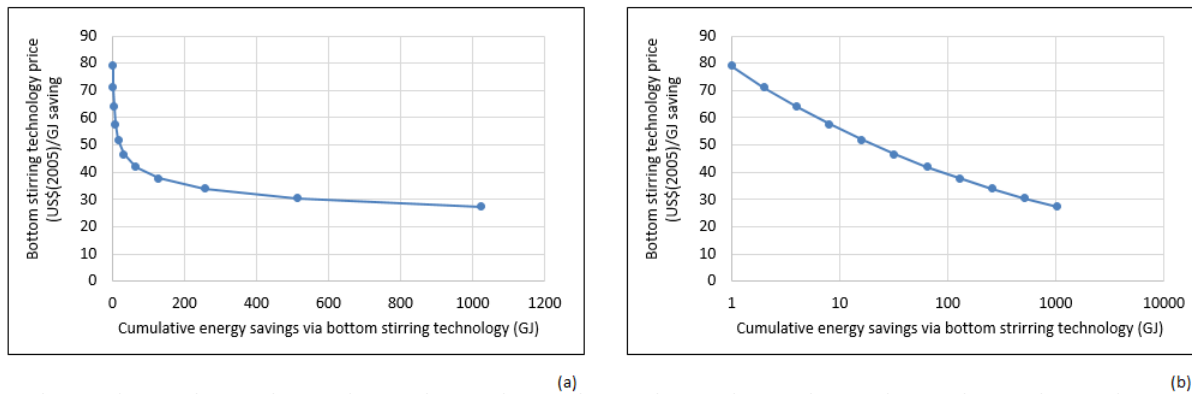 Bottom stirring technology price
(US$(2005)/GJ saving
90
80
70
60
50
40
30
20
10
0
0 200 400 600 800 1000 1200
Cumulative energy savings via bottom stirring technology (GJ)
(a)
Bottom stirring technology price
(US$(2005)/GJ saving
90
80
70
60
50
40
30
20
10
0
1 10 100 1000 10000
Cumulative energy savings via bottom strirring technology (GJ)
(b)